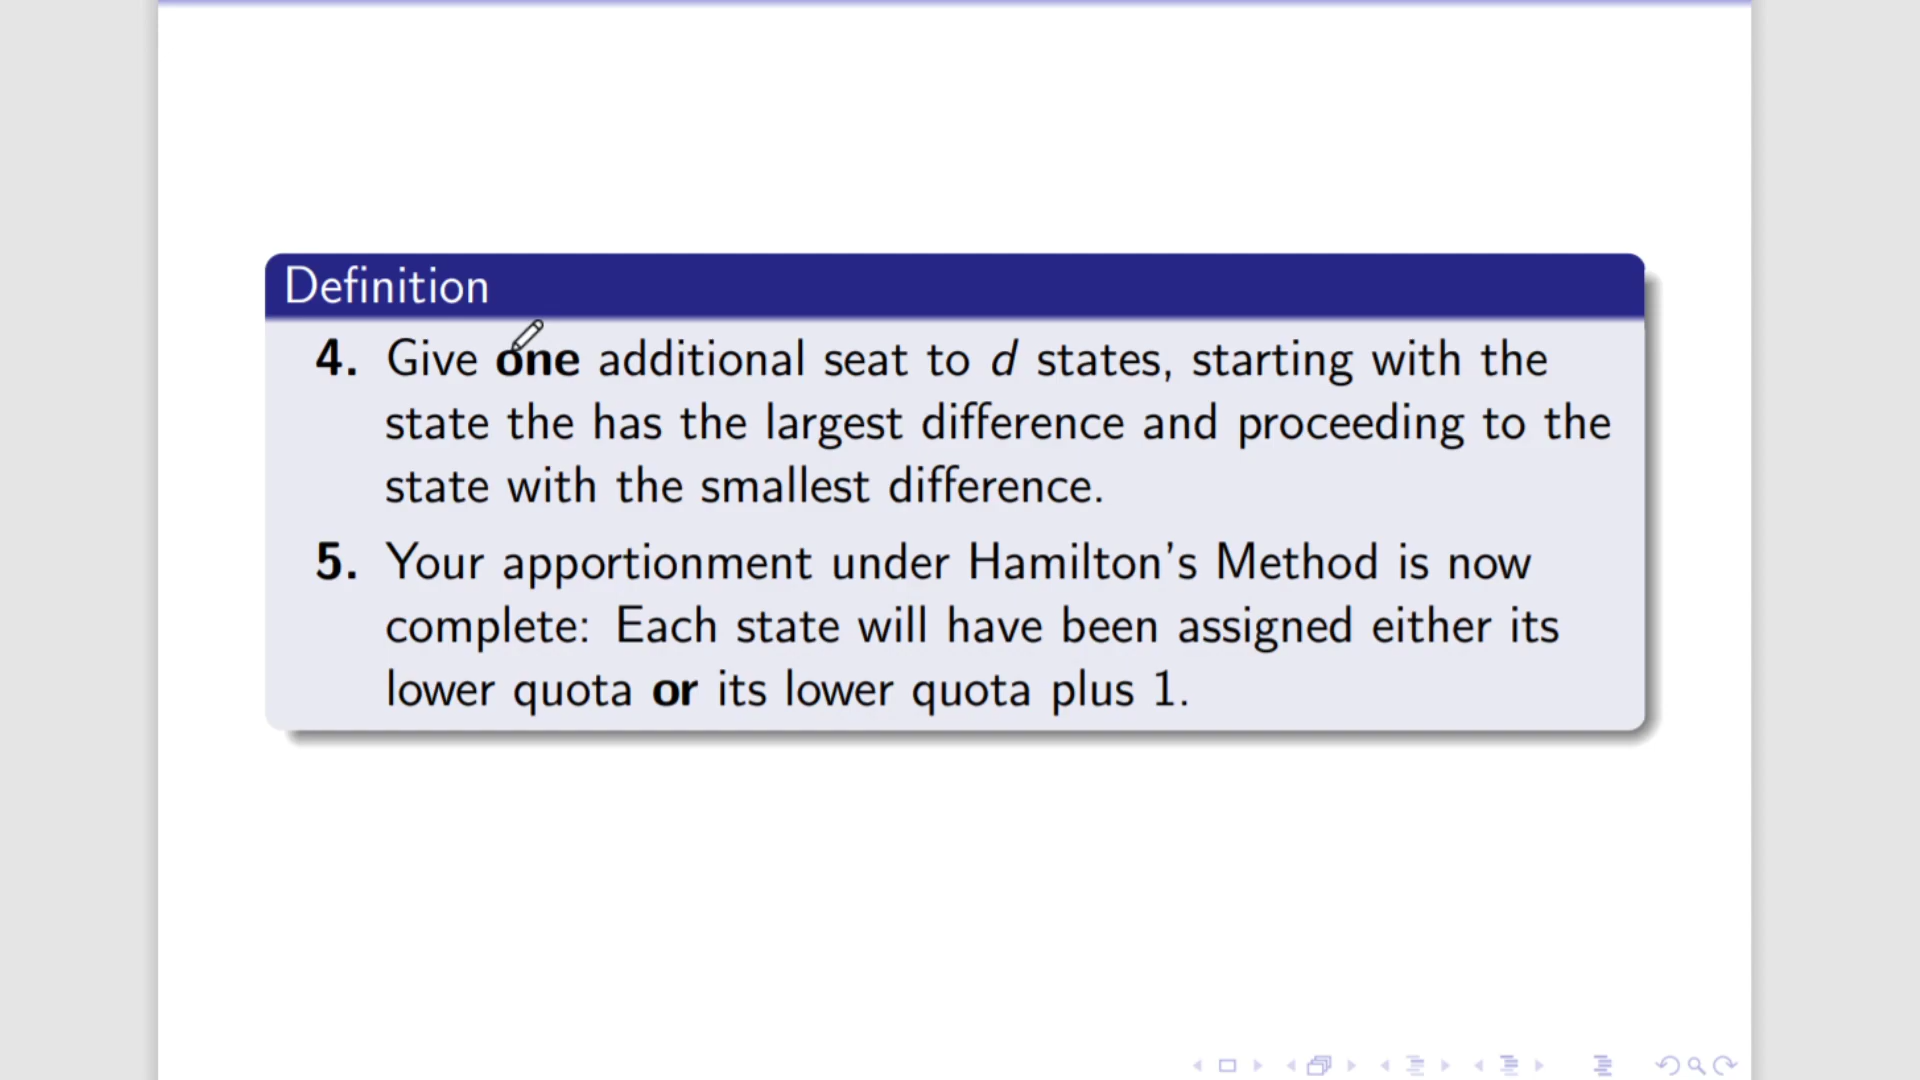 Definition
4. Give one additional seat to d states, starting with the
state the has the largest difference and proceeding to the
state with the smallest difference.
5. Your apportionment under Hamilton's Method is now
complete: Each state will have been assigned either its
lower quota or its lower quota plus 1.